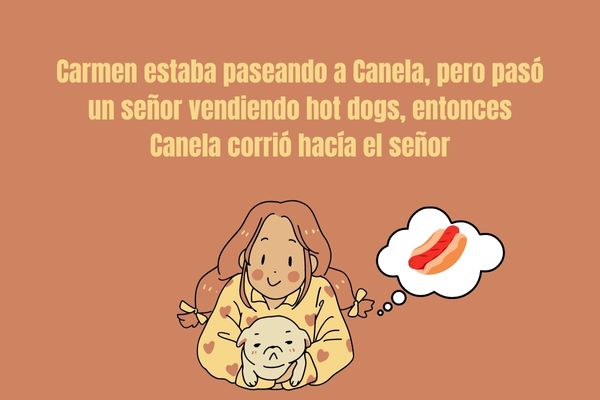 Carmen estaba paseando a Canela, pero pasó
un señor vendiendo hot dogs, entonces
Canela corrió hacía el señor